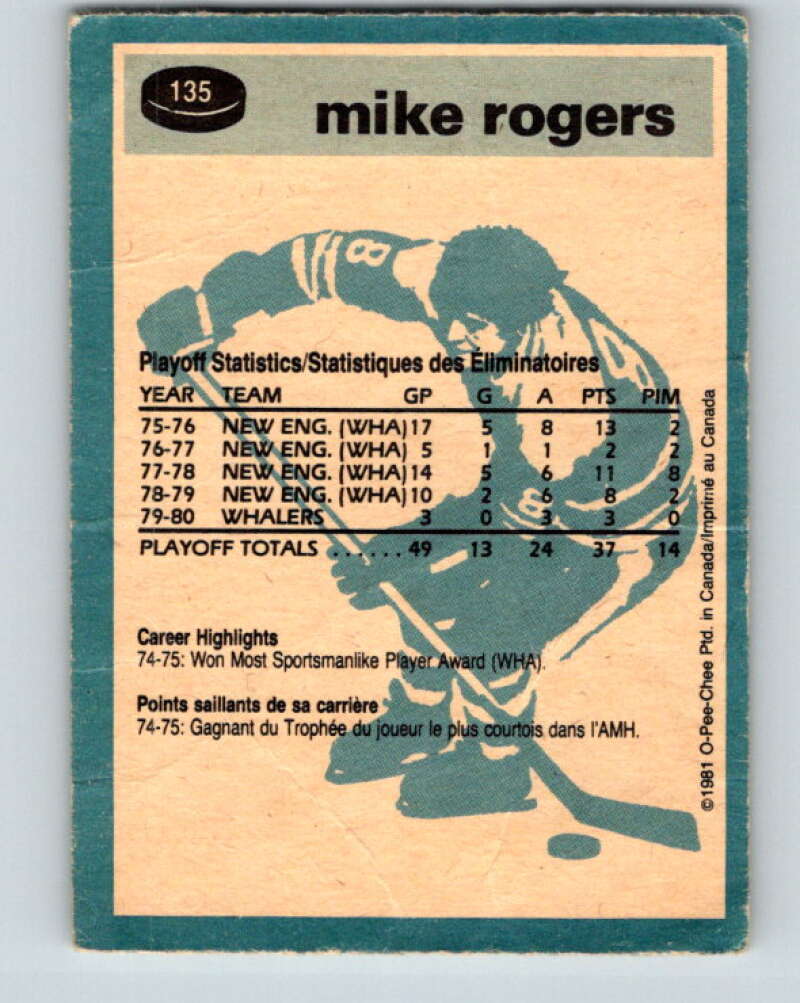 135
mike rogers
8
8
Playoff Statistics/Statistiques des Éliminatoires
YEAR TEAM GP G A PTS PIM
75-76 NEW ENG. (WHA) 17 5 8 13 2
76-77 NEW ENG. (WHA) 5 1 1 2 2
77-78 NEW ENG. (WHA) 14 5 6 11 8
78-79 NEW ENG. (WHA) 10 2 6 8 2
79-80 WHALERS 3 0 3 3 0
8
PLAYOFF TOTALS ...... 49 13 24 37 14
Career Highlights
74-75: Won Most Sportsmanlike Player Award (WHA).
Points saillants de sa carrière
74-75: Gagnant du Trophée du joueur le plus courtois dans l'AMH.
©1981 O-Pee-Chee Ptd. in Canada/Imprimé au Canada